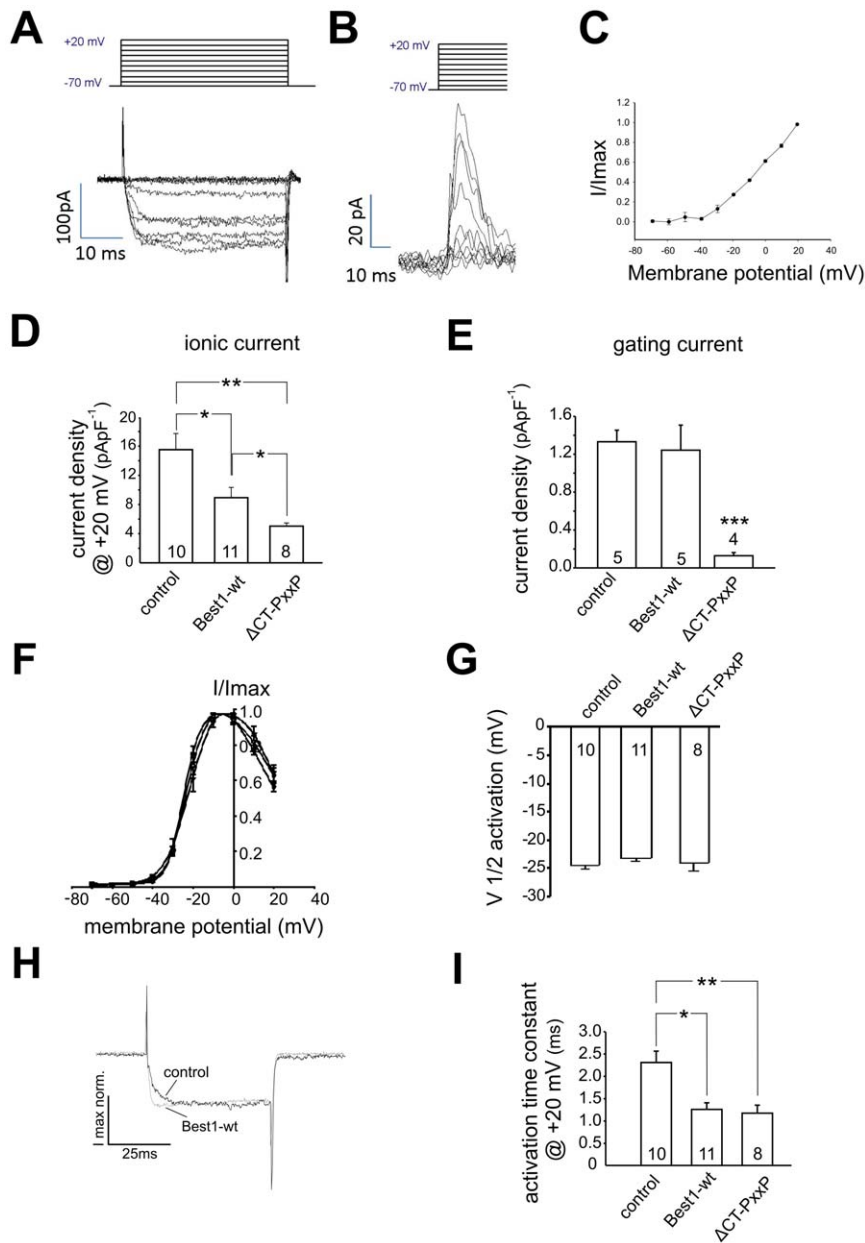 A
+20 mV
-70 mV
100pA
10 ms
B
+20 mV
-70 mV
20 pA
10 ms
C
I/Imax
1.2
1.0
0.8
0.6
0.4
0.2
0.0
-80 -60 -40 -20 0 20 40
Membrane potential (mV)
D
ionic current
current density
@ +20 mV (pApF⁻¹)
20
16
12
8
4
0
**
*
*
10
11
8
control
Best1-wt
ΔCT-PxxP
E
gating current
current density (pApF⁻¹)
1.6
1.2
0.8
0.4
0.0
***
5
5
4
control
Best1-wt
ΔCT-PxxP
F
I/Imax
1.0
0.8
0.6
0.4
0.2
-80 -60 -40 -20 0 20 40
membrane potential (mV)
G
control
Best1-wt
ΔCT-PxxP
V 1/2 activation (mV)
0
-5
-10
-15
-20
-25
-30
10
11
8
H
control
Best1-wt
I max norm.
25ms
I
activation time constant
@ +20 mV (ms)
3.0
2.5
2.0
1.5
1.0
0.5
0
**
*
10
11
8
control
Best1-wt
ΔCT-PxxP